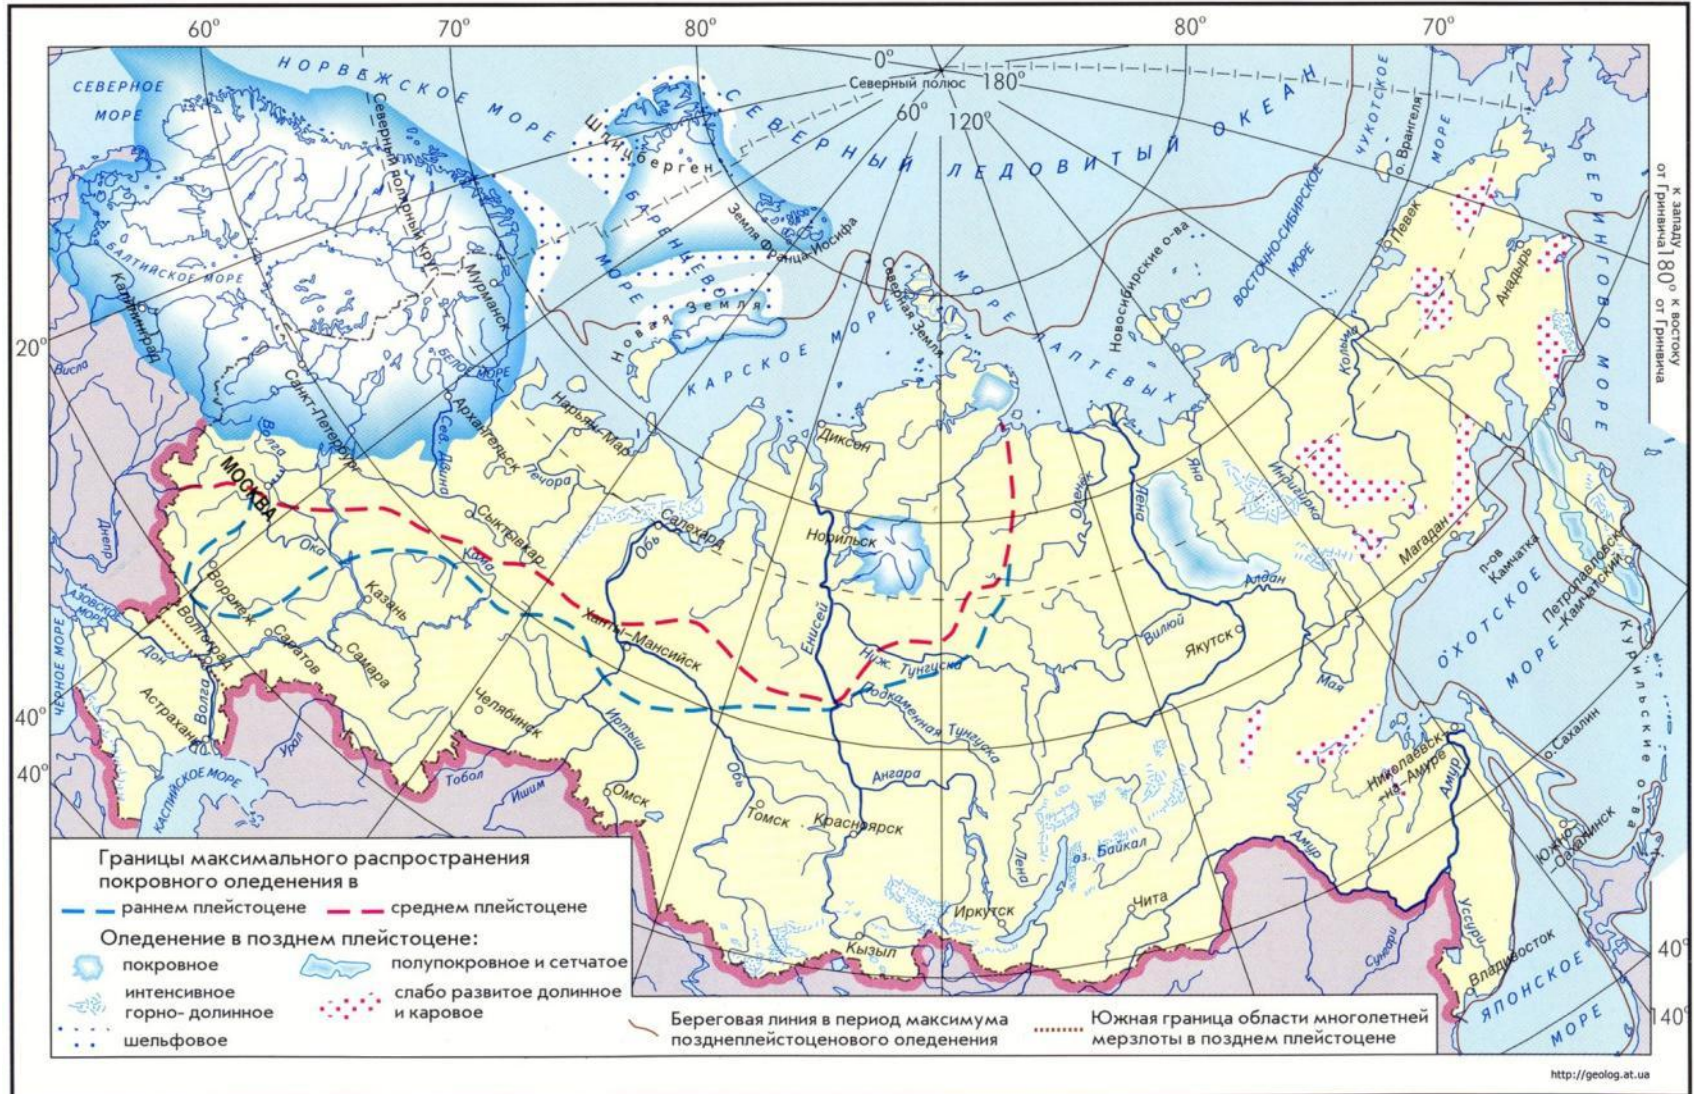 60° 70° 80° 80° 70°
СЕВЕРНОЕ
МОРЕ
НОРВЕЖСКОЕ МОРЕ
Северный полярный круг
Шпицберген
БАРЕНЦЕВО
МОРЕ
Земля Франца-Иосифа
СЕВЕРНЫЙ ЛЕДОВИТЫЙ ОКЕАН
0°
Северный полюс
180°
60°
120°
ЧУКОТСКОЕ
МОРЕ
о. Врангеля
БЕРИНГОВО МОРЕ
к западу
от Гринвича
180°
к востоку
от Гринвича
БАЛТИЙСКОЕ МОРЕ
Калининград
Мурманск
БЕЛОЕ МОРЕ
Новая Земля
КАРСКОЕ МОРЕ
Северная Земля
МОРЕ ЛАПТЕВЫХ
Новосибирские о-ва
ВОСТОЧНО-СИБИРСКОЕ
МОРЕ
Певек
Анадырь
20°
Висла
Санкт-Петербург
Архангельск
Нарьян-Мар
Диксон
Колыма
Волга
Сев. Двина
Печора
МОСКВА
Днепр
Ока
Сыктывкар
Кама
Салехард
Обь
Норильск
Оленёк
Лена
Яна
Индигирка
Магадан
п-ов
Камчатка
Петропавловск-
-Камчатский
АЗОВСКОЕ
МОРЕ
Воронеж
Казань
Волгоград
Саратов
Самара
Ханты-Мансийск
Енисей
Ниж. Тунгуска
Подкаменная Тунгуска
Вилюй
Алдан
Якутск
Мая
ОХОТСКОЕ
МОРЕ
Курильские о-ва
ЧЕРНОЕ МОРЕ
Дон
Астрахань
Волга
40°
Челябинск
Иртыш
Обь
Ангара
Николаевск-
-на-Амуре
Амур
о. Сахалин
Южно-
-Сахалинск
40°
КАСПИЙСКОЕ МОРЕ
Урал
Тобол
Ишим
Омск
Томск
Красноярск
Лена
оз. Байкал
Амур
Иркутск
Чита
Кызыл
Сунгари
Уссури
Владивосток
ЯПОНСКОЕ
МОРЕ
40°
140°
Границы максимального распространения
покровного оледенения в
раннем плейстоцене среднем плейстоцене
Оледенение в позднем плейстоцене:
покровное полупокровное и сетчатое
интенсивное
горно- долинное
слабо развитое долинное
и каровое
шельфовое
Береговая линия в период максимума
позднеплейстоценового оледенения
Южная граница области многолетней
мерзлоты в позднем плейстоцене
http://geolog.at.ua